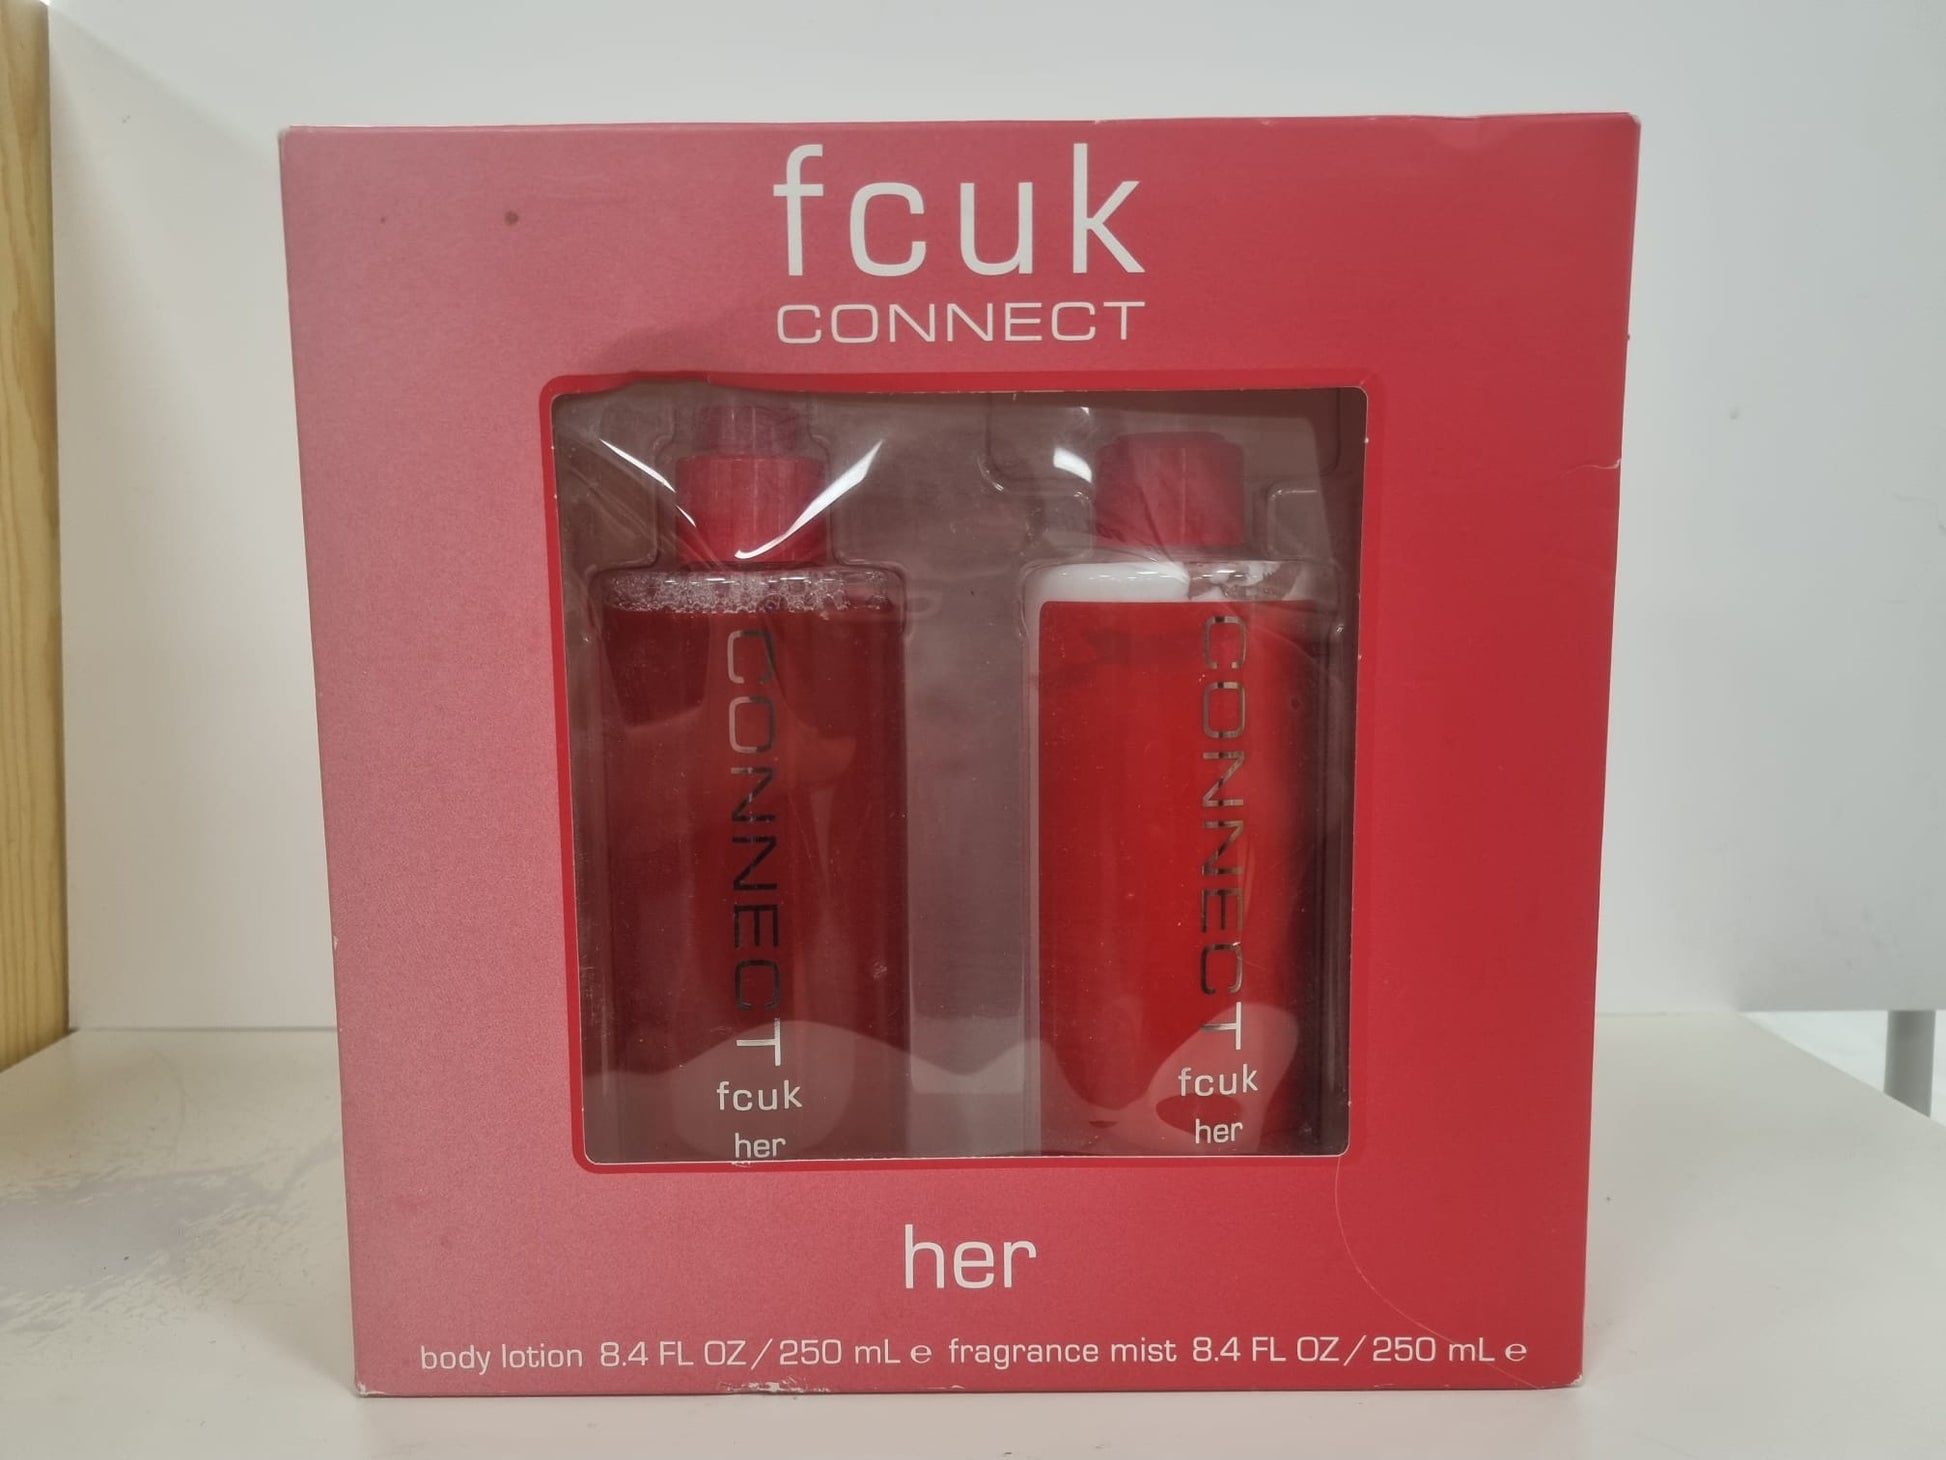 fcuk
CONNECT
CONNECT
fcuk
her
CONNECT
fcuk
her
her
body lotion 8.4 FL OZ/250 mL e fragrance mist 8.4 FL OZ/250 mL e